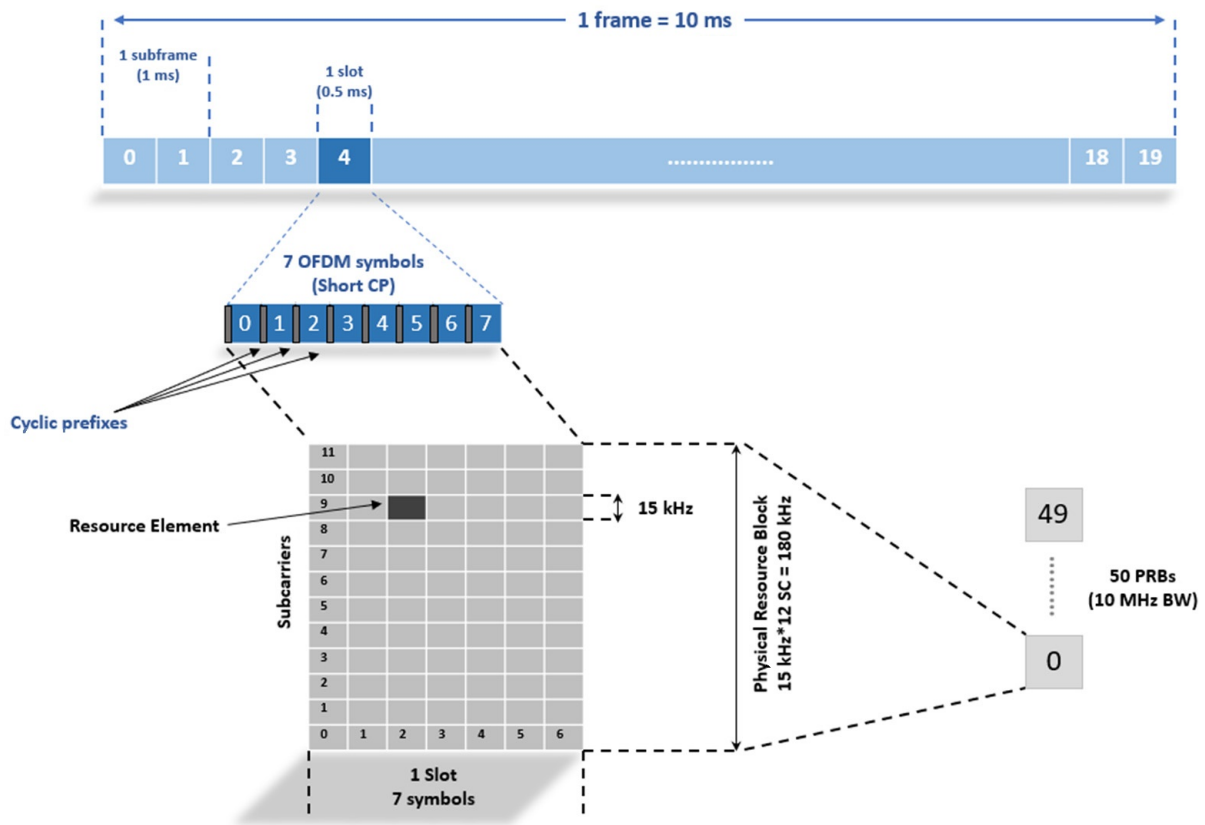 1 frame = 10 ms
1 subframe
(1 ms)
1 slot
(0.5 ms)
0 1 2 3 4 ................. 18 19
7 OFDM symbols
(Short CP)
0 1 2 3 4 5 6 7
Cyclic prefixes
11
10
9
8
7
6
5
4
3
2
1
0 1 2 3 4 5 6
Resource Element
Subcarriers
15 kHz
1 Slot
7 symbols
Physical Resource Block
15 kHz*12 SC = 180 kHz
49
0
50 PRBs
(10 MHz BW)